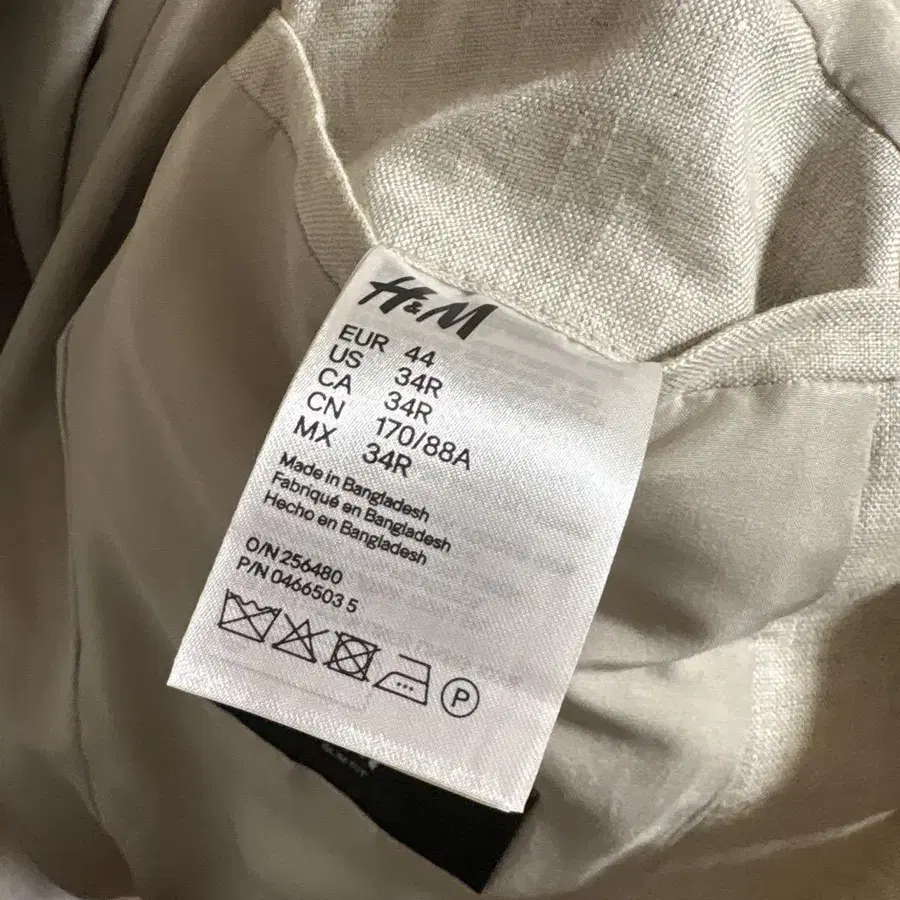 H&M
EUR 44
US 34R
CA 34R
CN 170/88A
MX 34R
Made in Bangladesh
Fabriqué en Bangladesh
Hecho en Bangladesh
O/N 256480
P/N 0466503 5
P